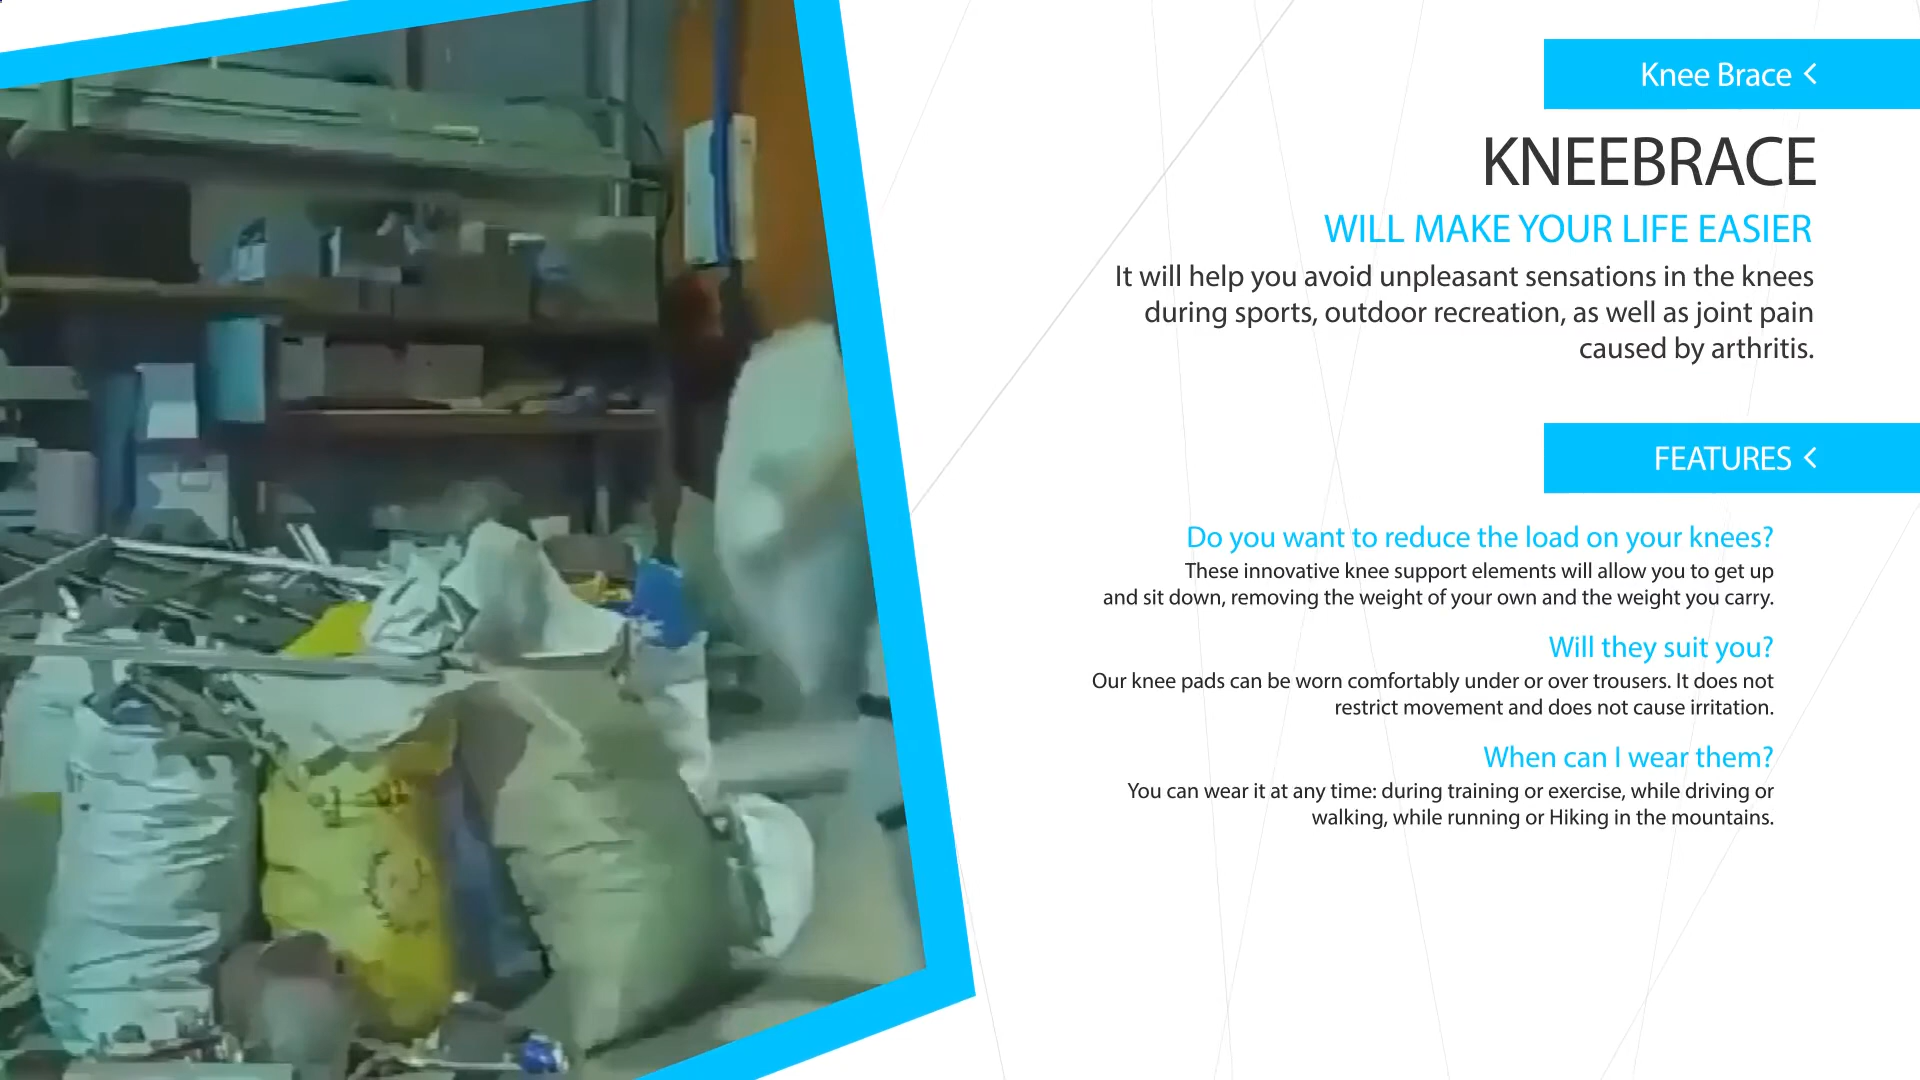 Knee Brace
KNEEBRACE
WILL MAKE YOUR LIFE EASIER
It will help you avoid unpleasant sensations in the knees
during sports, outdoor recreation, as well as joint pain
caused by arthritis.
FEATURES
Do you want to reduce the load on your knees?
These innovative knee support elements will allow you to get up
and sit down, removing the weight of your own and the weight you carry.
Will they suit you?
Our knee pads can be worn comfortably under or over trousers. It does not
restrict movement and does not cause irritation.
When can I wear them?
You can wear it at any time: during training or exercise, while driving or
walking, while running or Hiking in the mountains.